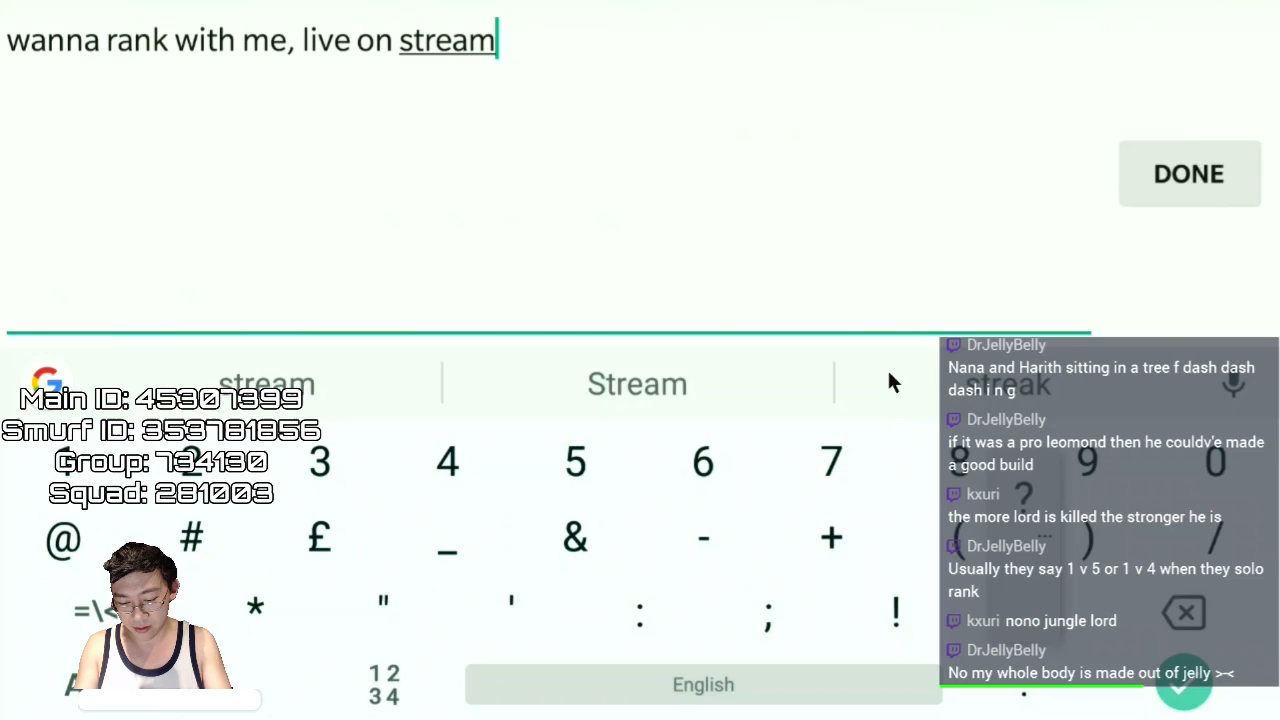 wanna rank with me, live on stream
DONE
stream Stream streak
Main ID: 45307399
Smurf ID: 353781856
Group: 734130
Squad: 281003
2 3 4 5 6 7 8 9 0
@ # £ _ & - + ( ) /
=\< * " ' : ; ! ?
12
34
English
.
DrJellyBelly
Nana and Harith sitting in a tree f dash dash
dash i n g
DrJellyBelly
if it was a pro leomond then he couldv'e made
a good build
kxuri
the more lord is killed the stronger he is
DrJellyBelly
Usually they say 1 v 5 or 1 v 4 when they solo
rank
kxuri nono jungle lord
DrJellyBelly
No my whole body is made out of jelly >-<